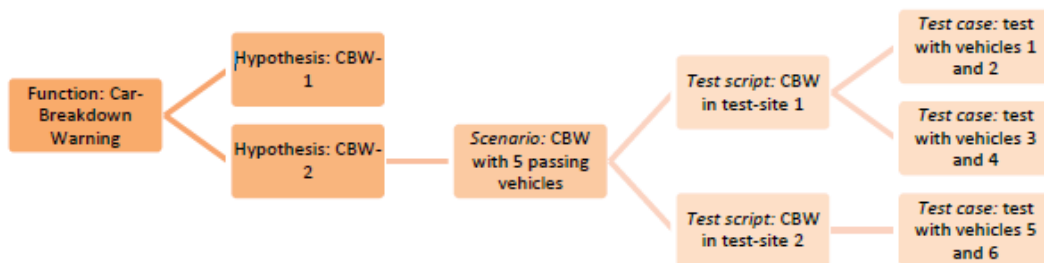 Function: Car-
Breakdown
Warning
Hypothesis: CBW-
1
Hypothesis: CBW-
2
Scenario: CBW
with 5 passing
vehicles
Test script: CBW
in test-site 1
Test script: CBW
in test-site 2
Test case: test
with vehicles 1
and 2
Test case: test
with vehicles 3
and 4
Test case: test
with vehicles 5
and 6